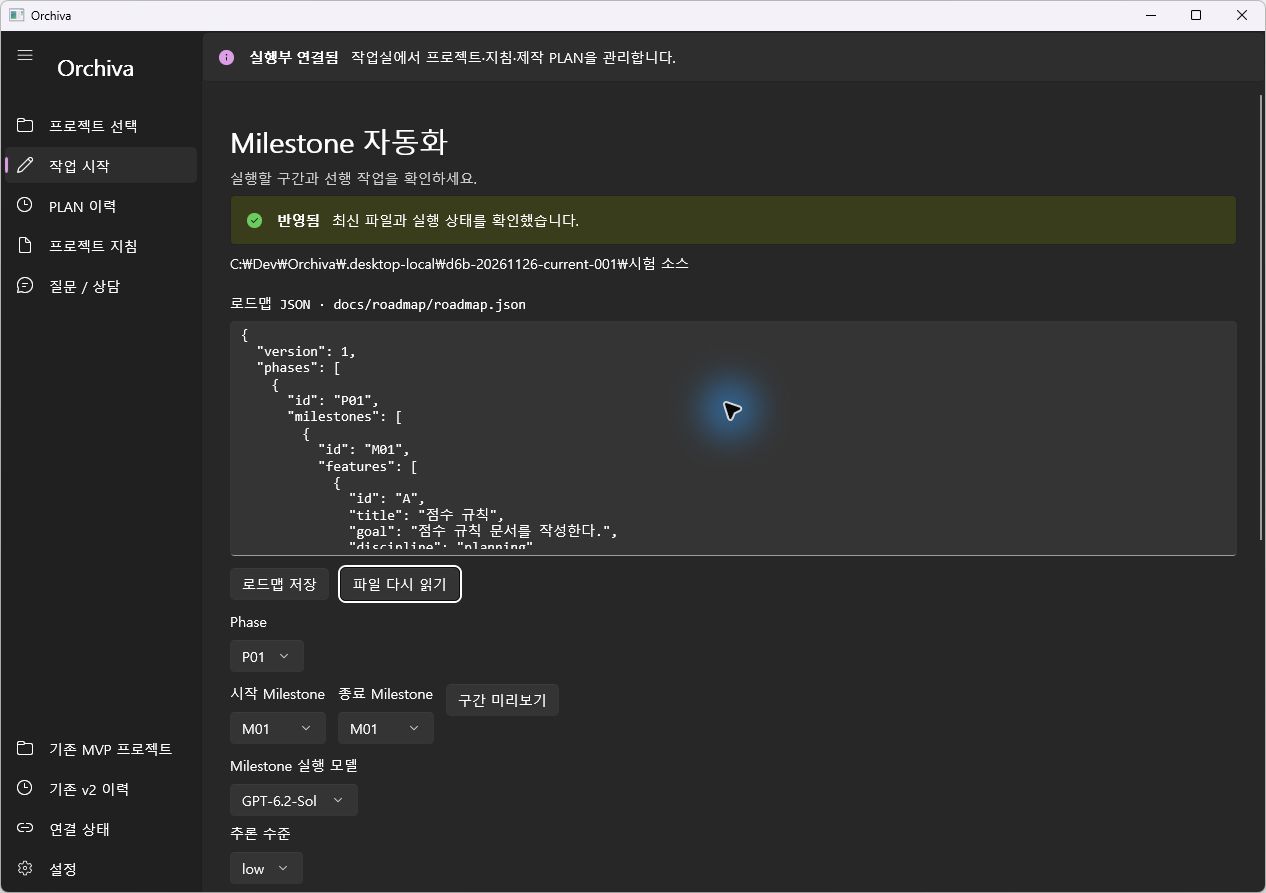 Orchiva
Orchiva
프로젝트 선택
작업 시작
PLAN 이력
프로젝트 지침
질문 / 상담
기존 MVP 프로젝트
기존 v2 이력
연결 상태
설정
실행부 연결됨 작업실에서 프로젝트·지침·제작 PLAN을 관리합니다.
Milestone 자동화
실행할 구간과 선행 작업을 확인하세요.
반영됨 최신 파일과 실행 상태를 확인했습니다.
C:₩Dev₩Orchiva₩.desktop-local₩d6b-20261126-current-001₩시험 소스
로드맵 JSON · docs/roadmap/roadmap.json
{
"version": 1,
"phases": [
{
"id": "P01",
"milestones": [
{
"id": "M01",
"features": [
{
"id": "A",
"title": "점수 규칙",
"goal": "점수 규칙 문서를 작성한다.",
"discipline": "planning"
로드맵 저장 파일 다시 읽기
Phase
P01
시작 Milestone 종료 Milestone 구간 미리보기
M01 M01
Milestone 실행 모델
GPT-6.2-Sol
추론 수준
low